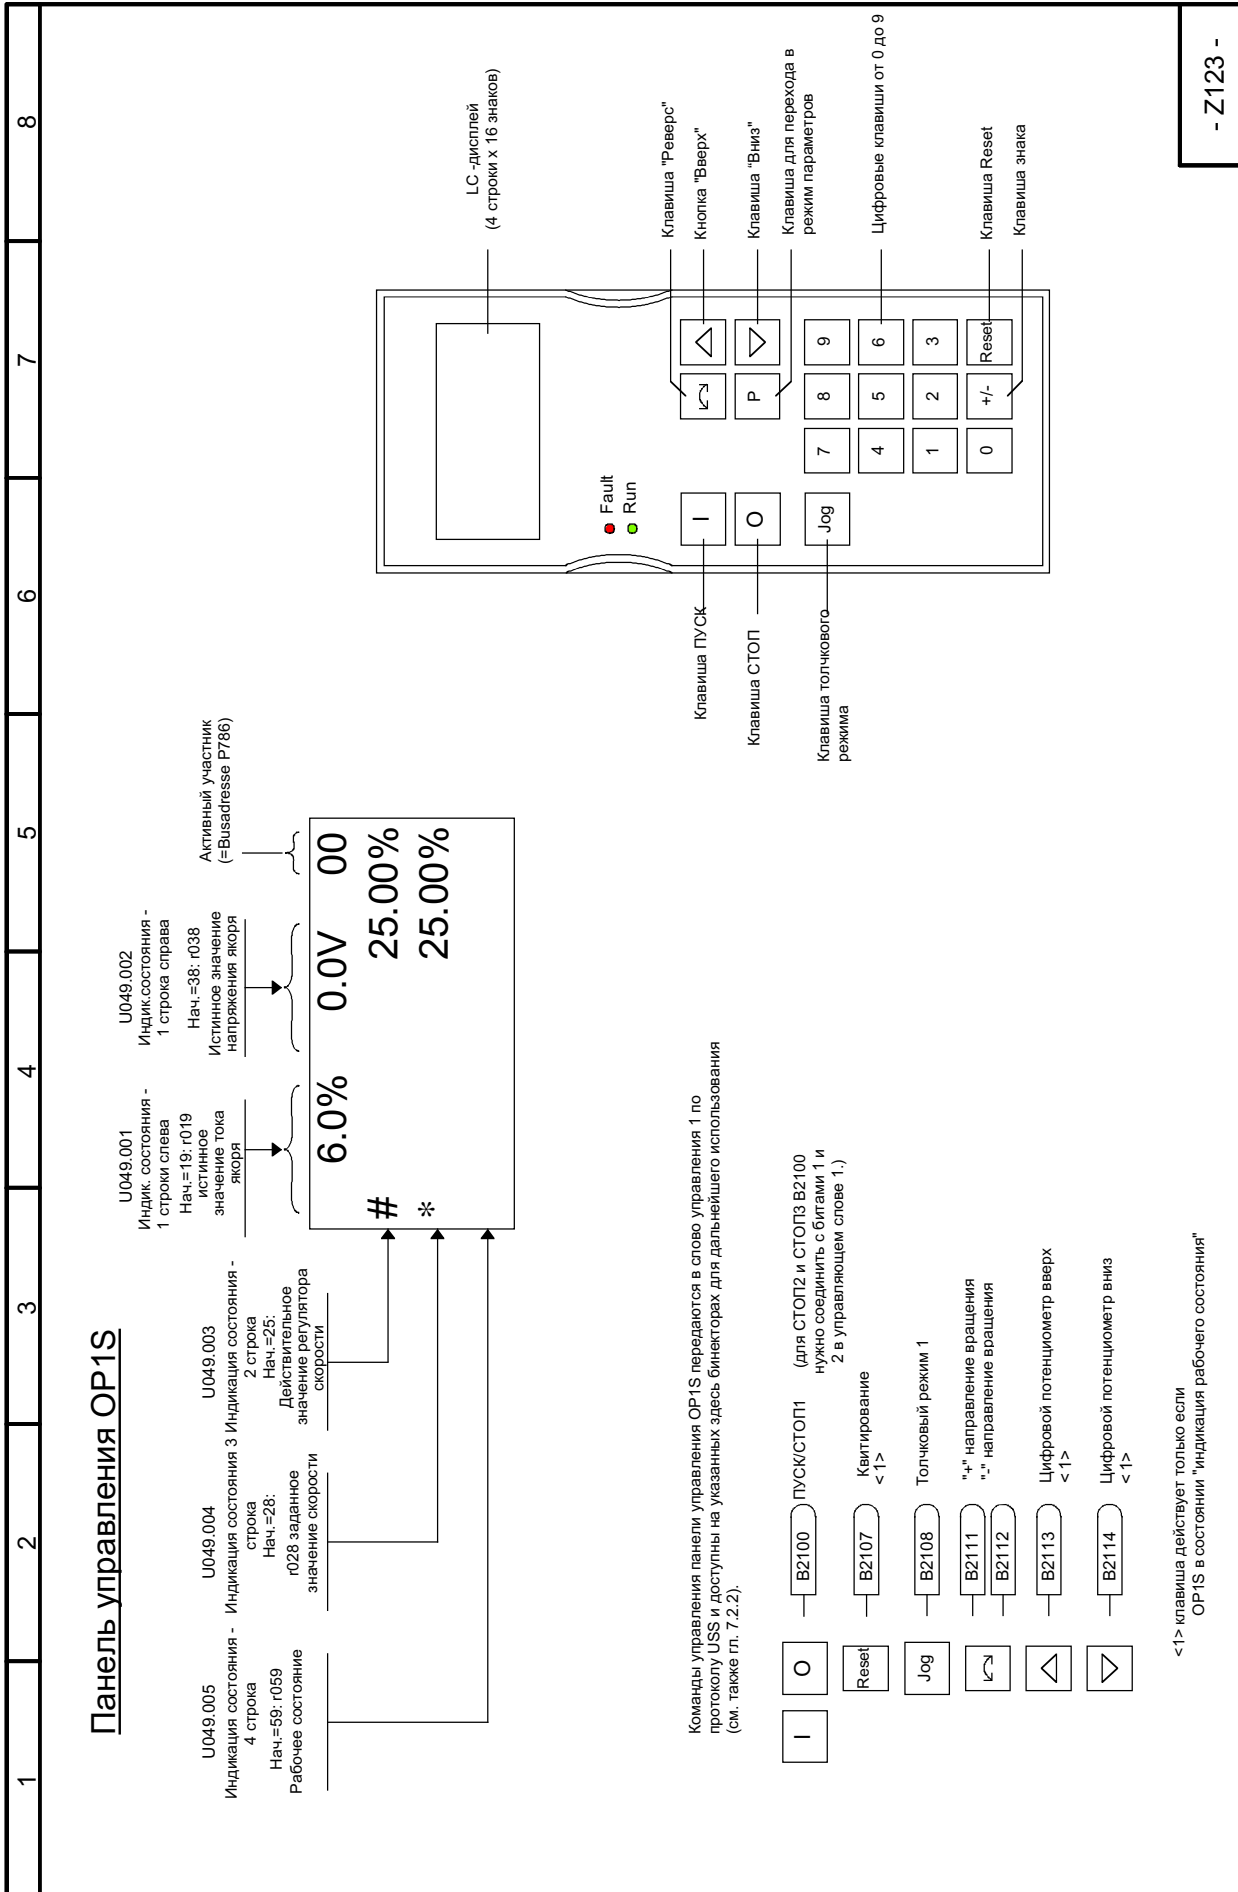 1
2
3
4
5
6
7
8
Панель управления OP1S
U049.005
Индикация состояния -
4 строка
Нач.=59: r059
Рабочее состояние
U049.004
Индикация состояния 3
строка
Нач.=28:
r028 заданное
значение скорости
U049.003
Индикация состояния -
2 строка
Нач.=25:
Действительное
значение регулятора
скорости
U049.001
Индик. состояния -
1 строки слева
Нач.=19: r019
истинное
значение тока
якоря
U049.002
Индик.состояния -
1 строка справа
Нач.=38: r038
Истинное значение
напряжения якоря
Активный участник
(=Busadresse P786)
6.0% 0.0V 00
# 25.00%
* 25.00%
LC -дисплей
(4 строки x 16 знаков)
Fault
Run
Клавиша "Реверс"
Кнопка "Вверх"
Клавиша "Вниз"
Клавиша для перехода в
режим параметров
Цифровые клавиши от 0 до 9
Клавиша Reset
Клавиша знака
Клавиша ПУСК
Клавиша СТОП
Клавиша толчкового
режима
I
O P
Jog 7 8 9
4 5 6
1 2 3
0 +/- Reset
Команды управления панели управления OP1S передаются в слово управления 1 по
протоколу USS и доступны на указанных здесь бинекторах для дальнейшего использования
(см. также гл. 7.2.2).
I O B2100 ПУСК/СТОП1 (для СТОП2 и СТОП3 B2100
нужно соединить с битами 1 и
2 в управляющем слове 1.)
Reset B2107 Квитирование
<1>
Jog B2108 Толчковый режим 1
B2111 "+" направление вращения
B2112 "-" направление вращения
B2113 Цифровой потенциометр вверх
<1>
B2114 Цифровой потенциометр вниз
<1>
<1> клавиша действует только если
OP1S в состоянии "индикация рабочего состояния"
- Z123 -